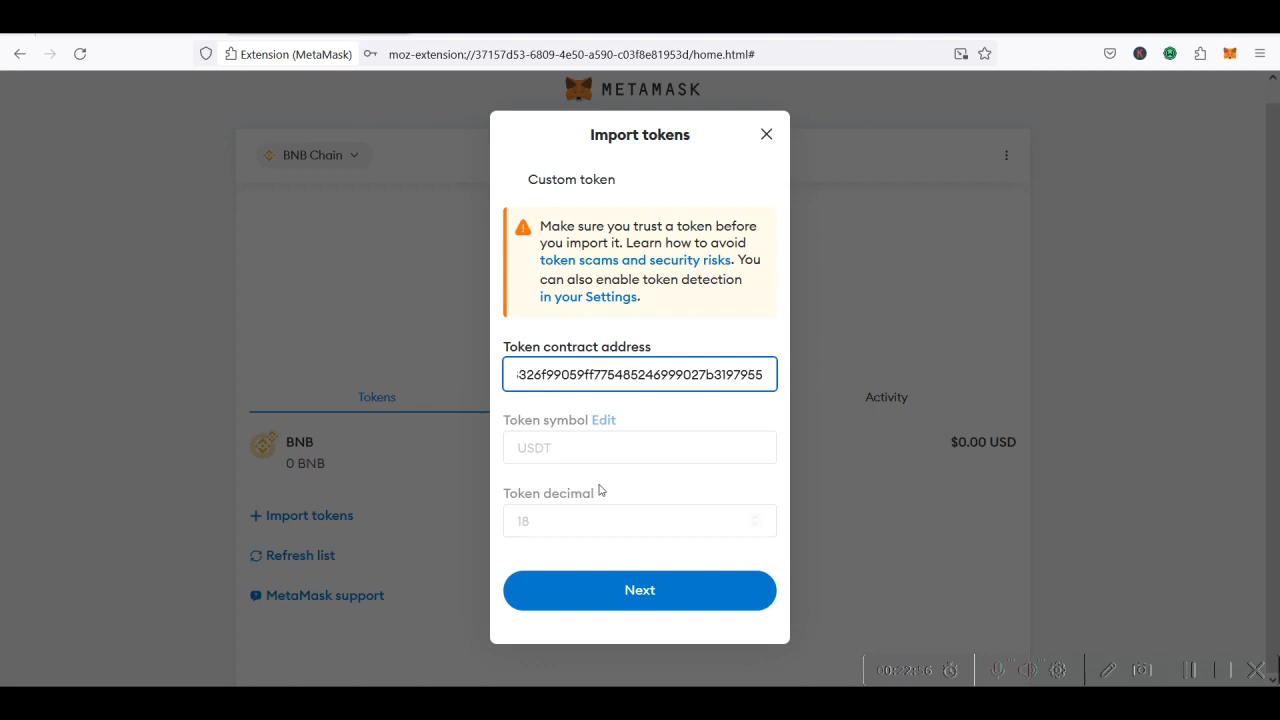 Extension (MetaMask)
moz-extension://37157d53-6809-4e50-a590-c03f8e81953d/home.html#
METAMASK
Import tokens
BNB Chain
Custom token
Make sure you trust a token before
you import it. Learn how to avoid
token scams and security risks. You
can also enable token detection
in your Settings.
Token contract address
326f99059ff775485246999027b3197955
Tokens
Activity
Token symbol Edit
BNB
$0.00 USD
USDT
0 BNB
Token decimal
+ Import tokens
18
Refresh list
Next
MetaMask support
00:22:56